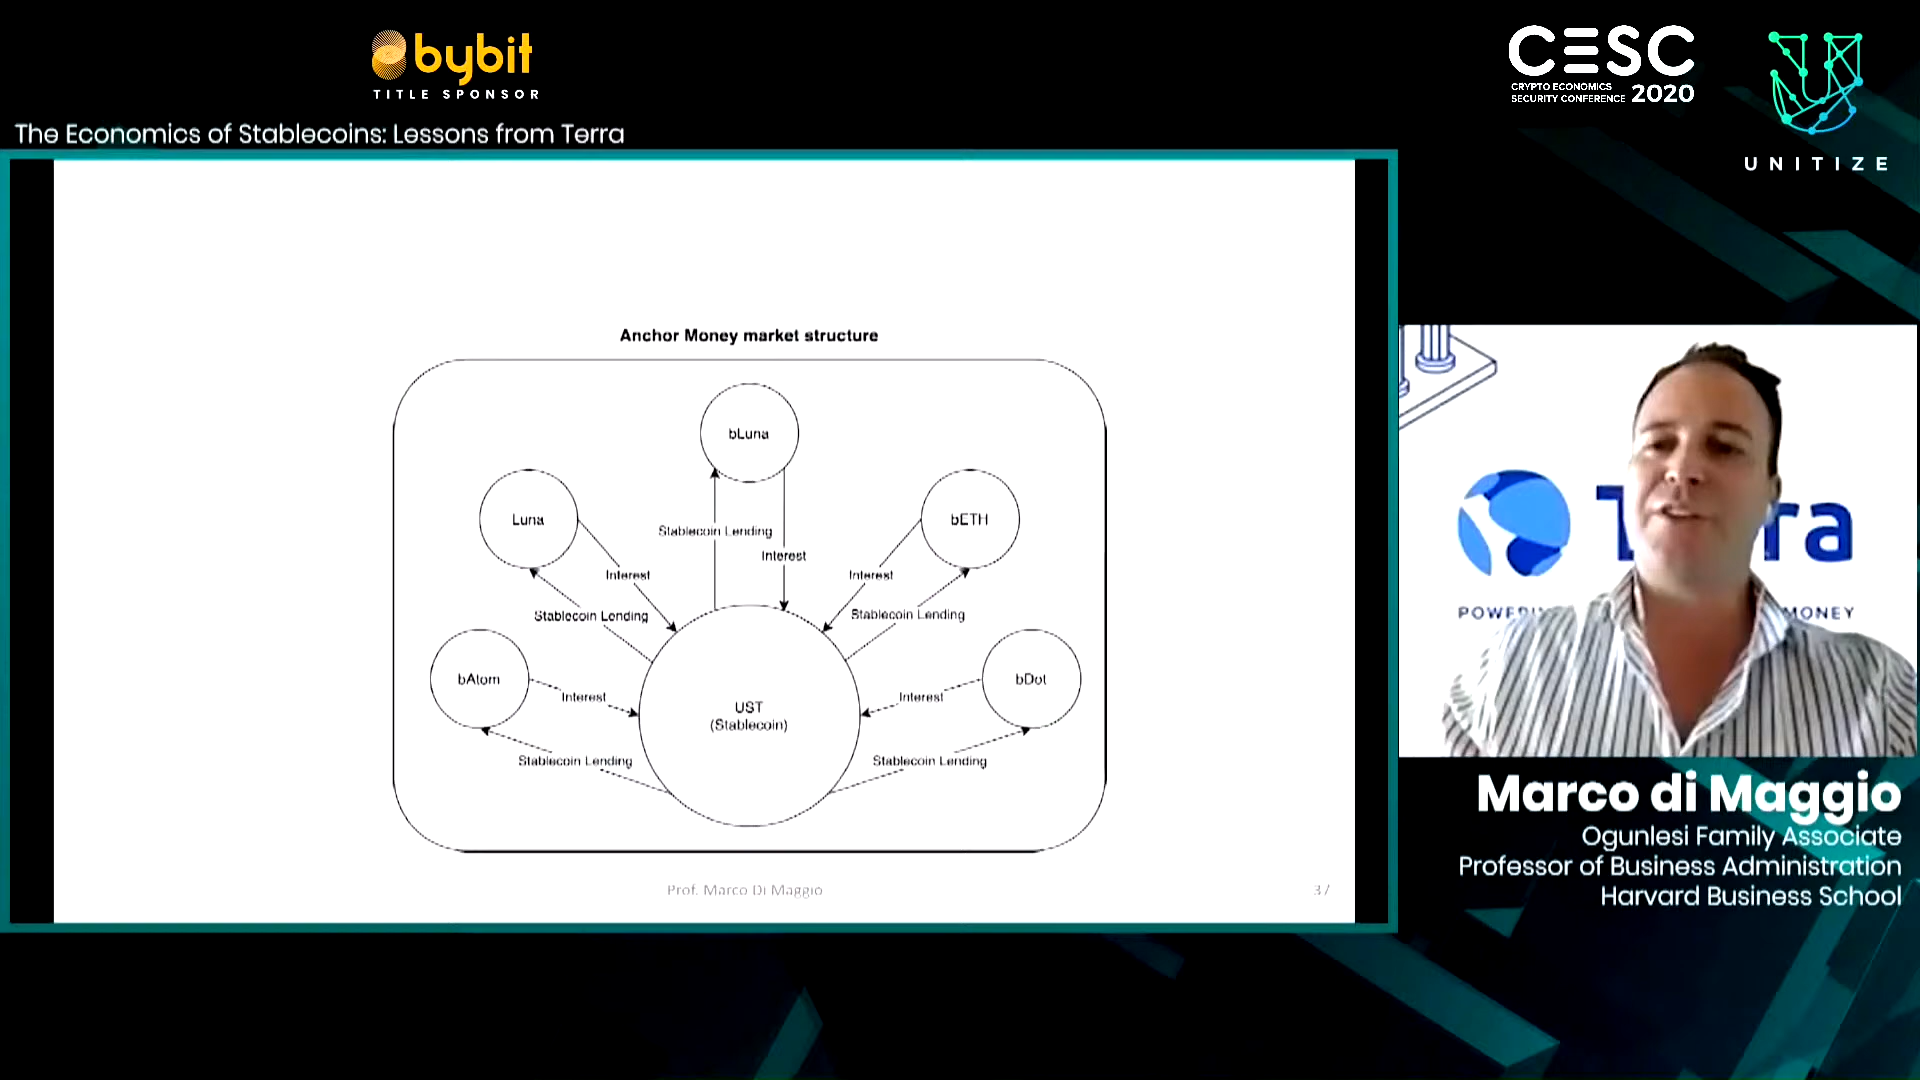 bybit
TITLE SPONSOR
CESC
CRYPTO ECONOMICS
SECURITY CONFERENCE 2020
UNITIZE
The Economics of Stablecoins: Lessons from Terra
Anchor Money market structure
bLuna
Luna
bETH
Stablecoin Lending
Interest
Interest
Interest
Stablecoin Lending
Stablecoin Lending
bAtom
bDot
Interest
Interest
UST
(Stablecoin)
Stablecoin Lending
Stablecoin Lending
Prof. Marco Di Maggio
37
MONEY
Marco di Maggio
Ogunlesi Family Associate
Professor of Business Administration
Harvard Business School